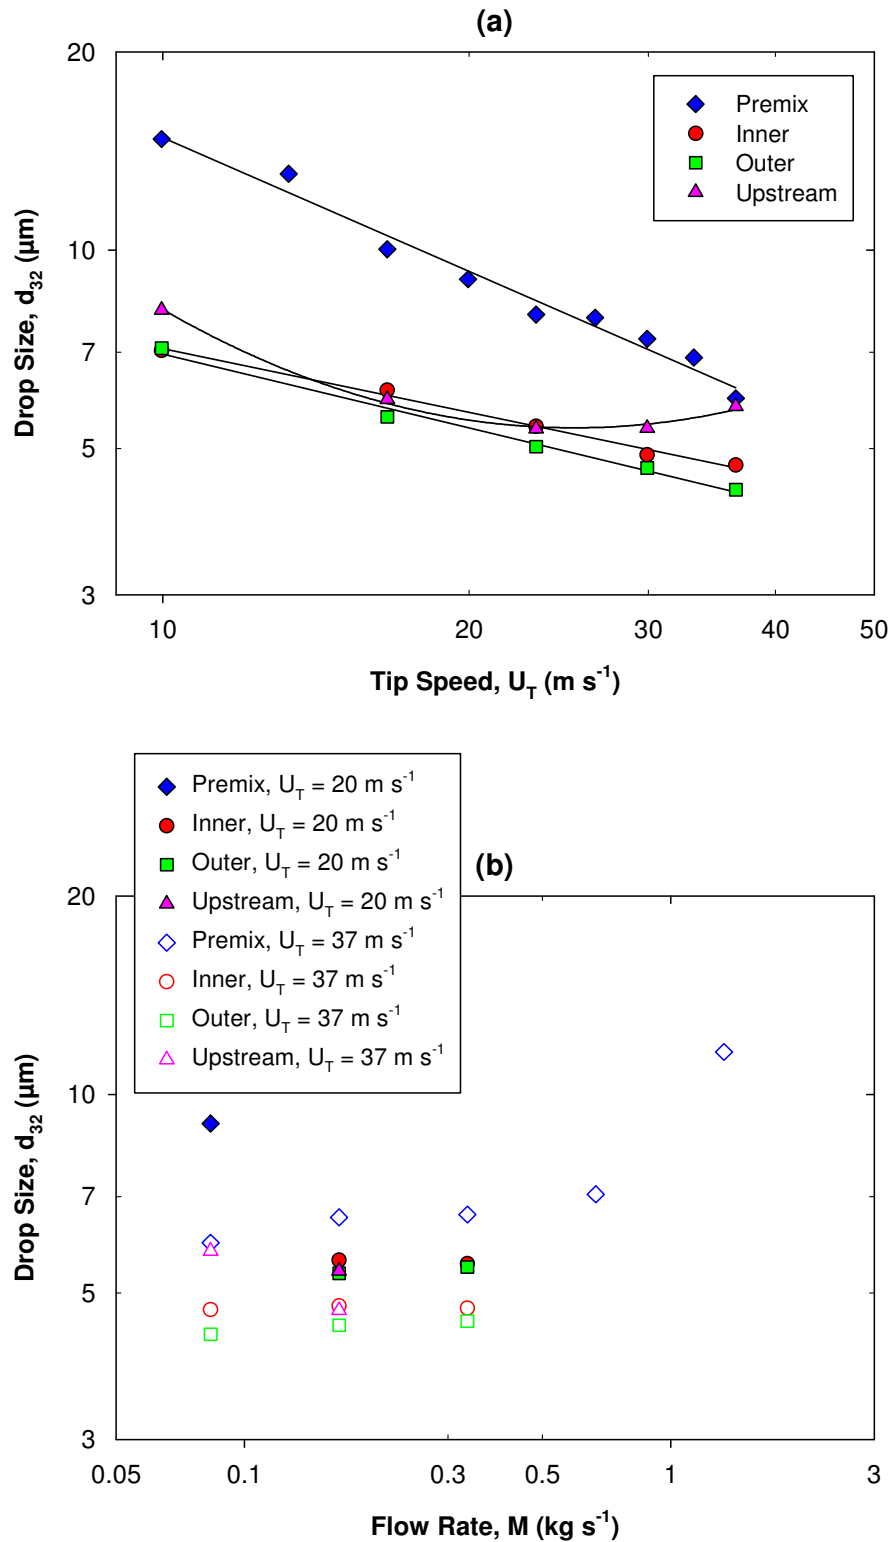 (a)
20
10
7
5
3
Drop Size, d32 (µm)
Premix
Inner
Outer
Upstream
10 20 30 40 50
Tip Speed, UT (m s-1)
Premix, UT = 20 m s-1
Inner, UT = 20 m s-1
Outer, UT = 20 m s-1
Upstream, UT = 20 m s-1
Premix, UT = 37 m s-1
Inner, UT = 37 m s-1
Outer, UT = 37 m s-1
Upstream, UT = 37 m s-1
(b)
20
10
7
5
3
Drop Size, d32 (µm)
0.05 0.1 0.3 0.5 1 3
Flow Rate, M (kg s-1)